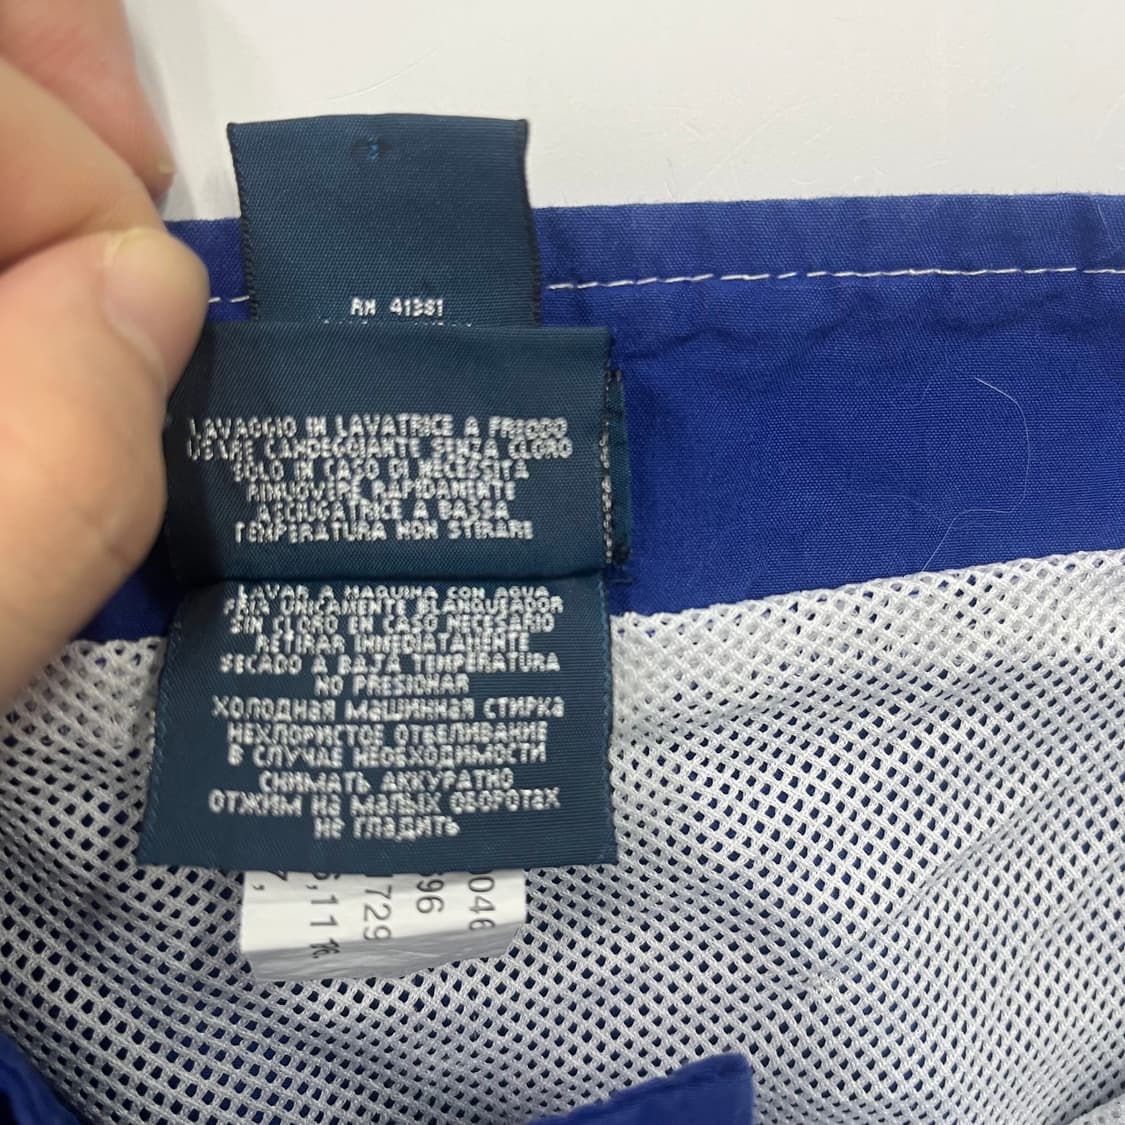 RN 41381
LAVAGGIO IN LAVATRICE A FREDDO
USARE CANDEGGIANTE SENZA CLORO
SOLO IN CASO DI NECESSITA
RIMUOVERE RAPIDAMENTE
ASCIUGATRICE A BASSA
TEMPERATURA NON STIRARE
LAVAR A MAQUINA CON AGUA
FRIA UNICAMENTE BLANQUEADOR
SIN CLORO EN CASO NECESARIO
RETIRAR INMEDIATAMENTE
SECADO A BAJA TEMPERATURA
NO PRESIONAR
ХОЛОДНАЯ МАШИННАЯ СТИРКА
НЕХЛОРИСТОЕ ОТБЕЛИВАНИЕ
В СЛУЧАЕ НЕОБХОДИМОСТИ
СНИМАТЬ АККУРАТНО
ОТЖИМ НА МАЛЫХ ОБОРОТАХ
НЕ ГЛАДИТЬ
0046
696
729